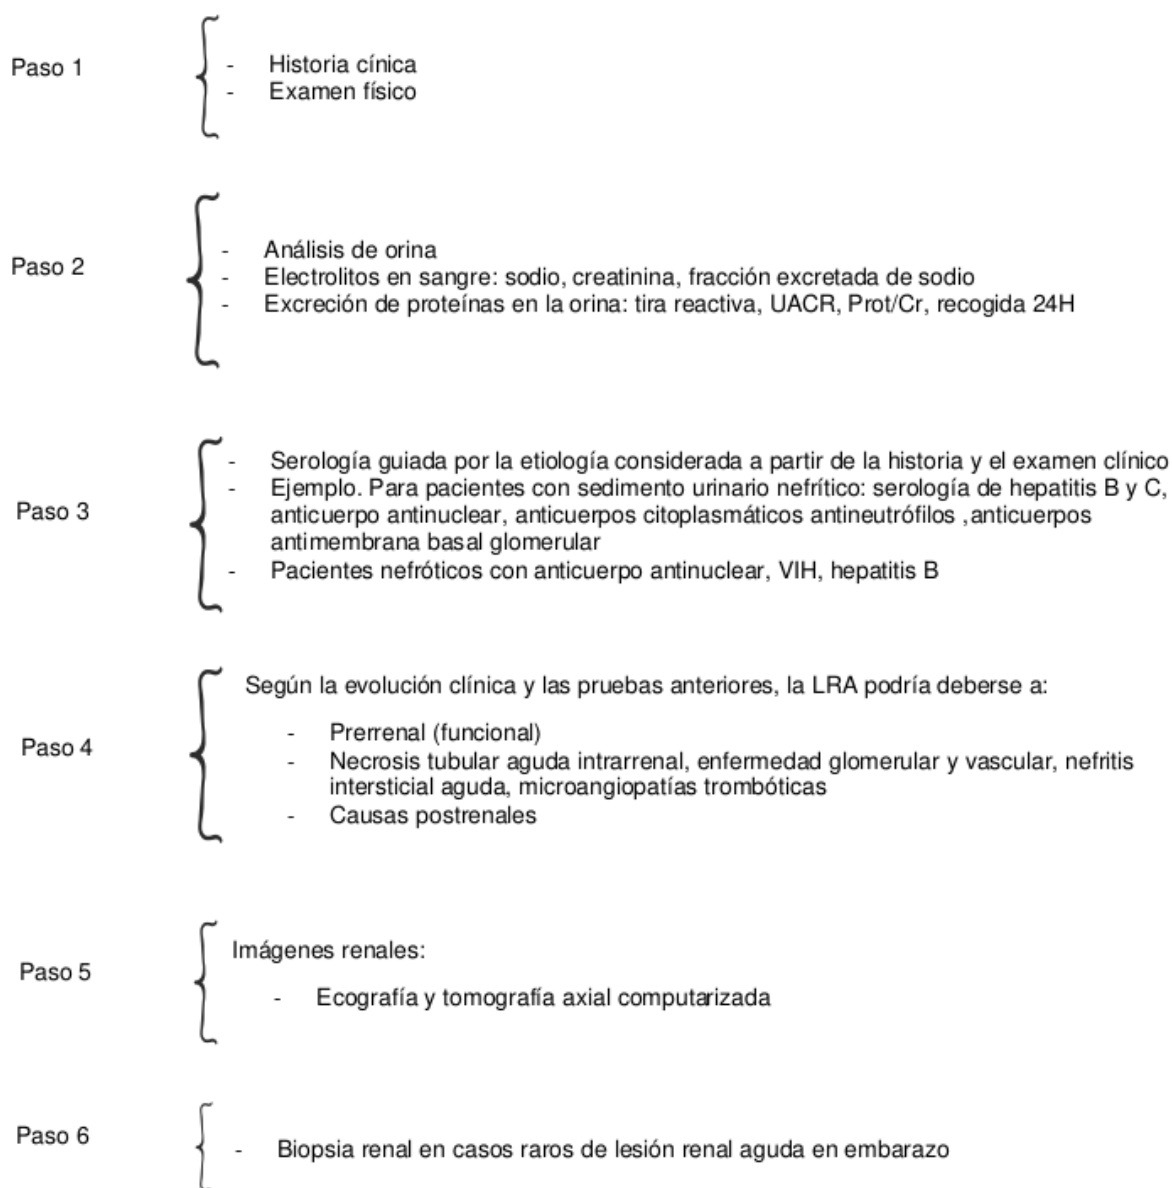 Paso 1
- Historia cínica
- Examen físico
Paso 2
- Análisis de orina
- Electrolitos en sangre: sodio, creatinina, fracción excretada de sodio
- Excreción de proteínas en la orina: tira reactiva, UACR, Prot/Cr, recogida 24H
Paso 3
- Serología guiada por la etiología considerada a partir de la historia y el examen clínico
- Ejemplo. Para pacientes con sedimento urinario nefrítico: serología de hepatitis B y C,
anticuerpo antinuclear, anticuerpos citoplasmáticos antineutrófilos ,anticuerpos
antimembrana basal glomerular
- Pacientes nefróticos con anticuerpo antinuclear, VIH, hepatitis B
Paso 4
Según la evolución clínica y las pruebas anteriores, la LRA podría deberse a:
- Prerrenal (funcional)
- Necrosis tubular aguda intrarrenal, enfermedad glomerular y vascular, nefritis
intersticial aguda, microangiopatías trombóticas
- Causas postrenales
Paso 5
Imágenes renales:
- Ecografía y tomografía axial computarizada
Paso 6
- Biopsia renal en casos raros de lesión renal aguda en embarazo